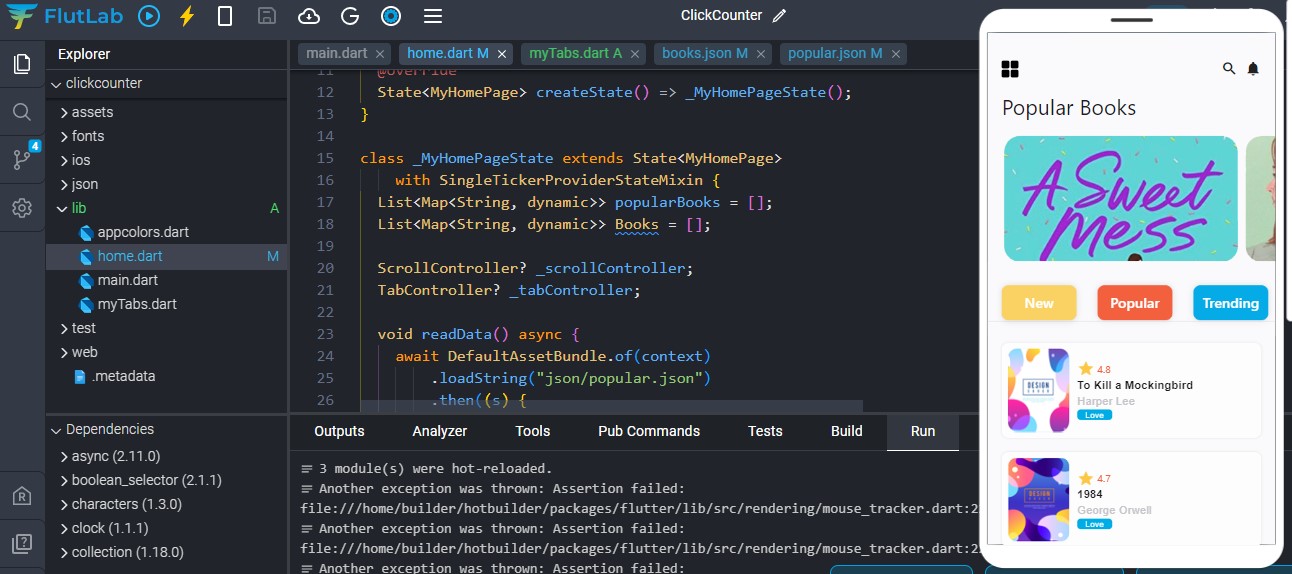 FlutLab
ClickCounter
Explorer
clickcounter
assets
fonts
ios
json
lib A
appcolors.dart
home.dart M
main.dart
myTabs.dart
test
web
.metadata
Dependencies
async (2.11.0)
boolean_selector (2.1.1)
characters (1.3.0)
clock (1.1.1)
collection (1.18.0)
4
main.dart × home.dart M × myTabs.dart A × books.json M × popular.json M ×
11 @override
12 State<MyHomePage> createState() => _MyHomePageState();
13 }
14
15 class _MyHomePageState extends State<MyHomePage>
16 with SingleTickerProviderStateMixin {
17 List<Map<String, dynamic>> popularBooks = [];
18 List<Map<String, dynamic>> Books = [];
19
20 ScrollController? _scrollController;
21 TabController? _tabController;
22
23 void readData() async {
24 await DefaultAssetBundle.of(context)
25 .loadString("json/popular.json")
26 .then((s) {
Outputs Analyzer Tools Pub Commands Tests Build Run
3 module(s) were hot-reloaded.
Another exception was thrown: Assertion failed:
file:///home/builder/hotbuilder/packages/flutter/lib/src/rendering/mouse_tracker.dart:2
Another exception was thrown: Assertion failed:
file:///home/builder/hotbuilder/packages/flutter/lib/src/rendering/mouse_tracker.dart:2
Another exception was thrown: Assertion failed:
Popular Books
A Sweet
Mess
New Popular Trending
DESIGN
4.8
To Kill a Mockingbird
Harper Lee
Love
DESIGN
4.7
1984
George Orwell
Love